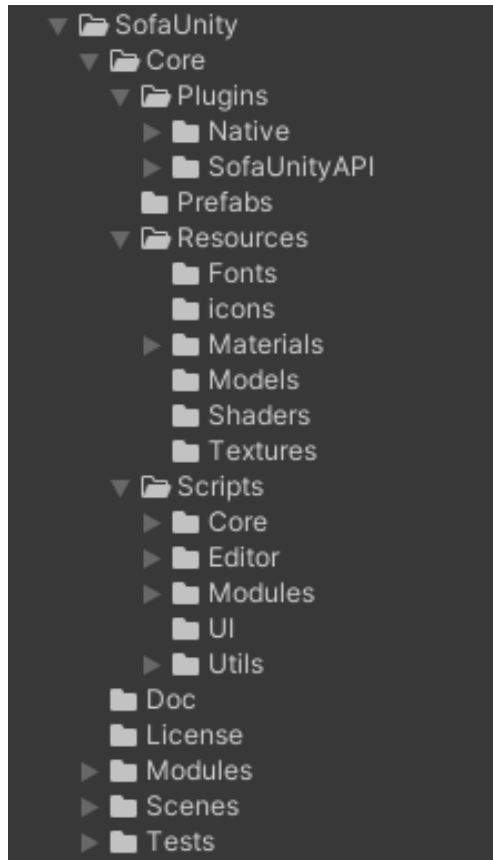 SofaUnity
Core
Plugins
Native
SofaUnityAPI
Prefabs
Resources
Fonts
icons
Materials
Models
Shaders
Textures
Scripts
Core
Editor
Modules
UI
Utils
Doc
License
Modules
Scenes
Tests